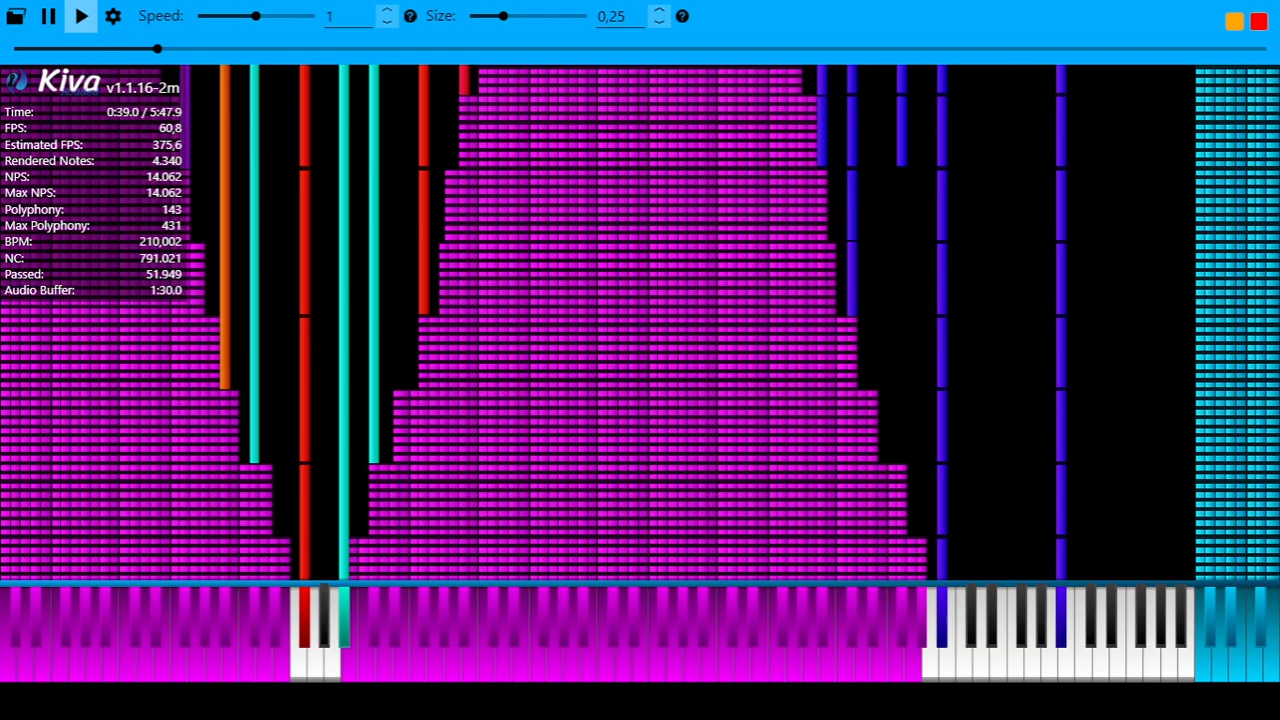 Speed: 1 Size: 0,25
Kiva v1.1.16-2m
Time: 0:39.0 / 5:47.9
FPS: 60,8
Estimated FPS: 375,6
Rendered Notes: 4.340
NPS: 14.062
Max NPS: 14.062
Polyphony: 143
Max Polyphony: 431
BPM: 210,002
NC: 791.021
Passed: 51.949
Audio Buffer: 1:30.0